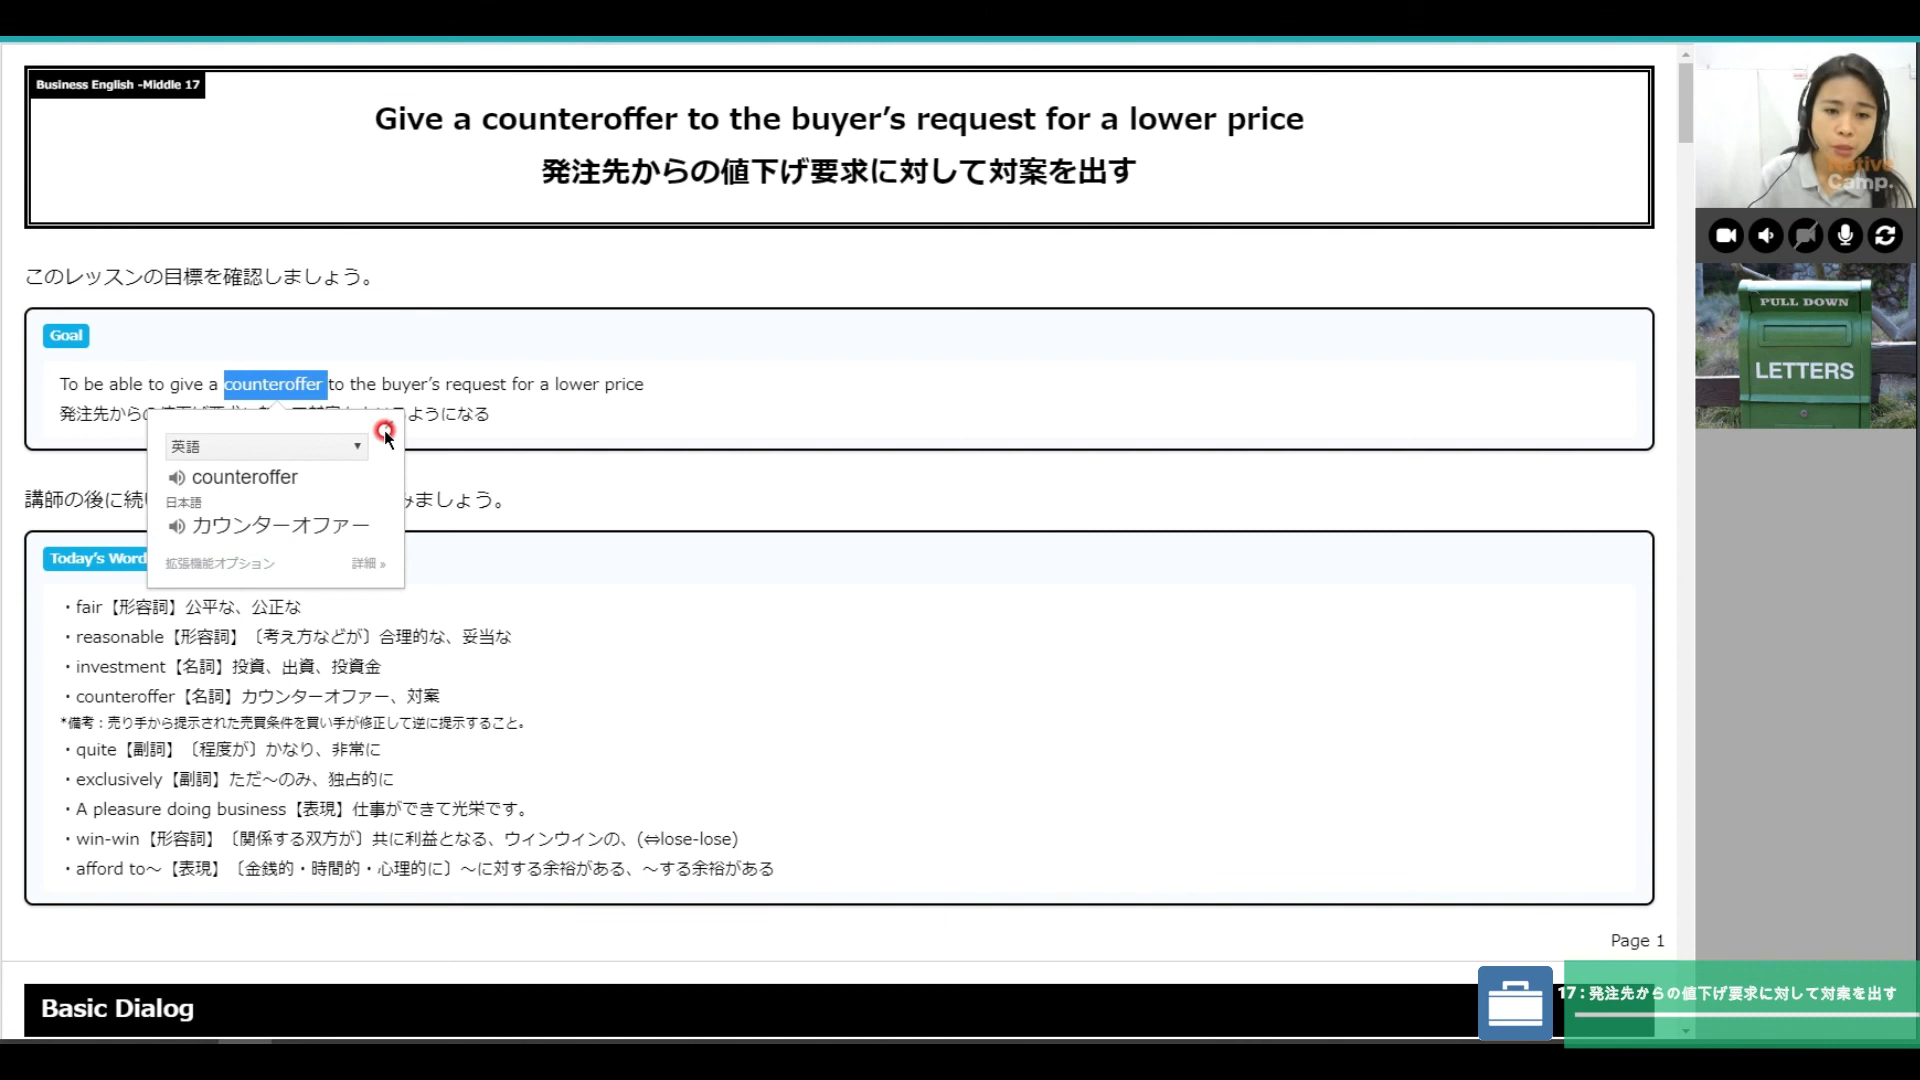 Business English -Middle 17
Give a counteroffer to the buyer's request for a lower price
発注先からの値下げ要求に対して対案を出す
このレッスンの目標を確認しましょう。
Goal
To be able to give a counteroffer to the buyer's request for a lower price
発注先から ようになる
英語
counteroffer
日本語
カウンターオファー
拡張機能オプション 詳細 »
講師の後に続 みましょう。
Today's Word
・fair【形容詞】公平な、公正な
・reasonable【形容詞】〔考え方などが〕合理的な、妥当な
・investment【名詞】投資、出資、投資金
・counteroffer【名詞】カウンターオファー、対案
*備考：売り手から提示された売買条件を買い手が修正して逆に提示すること。
・quite【副詞】〔程度が〕かなり、非常に
・exclusively【副詞】ただ～のみ、独占的に
・A pleasure doing business【表現】仕事ができて光栄です。
・win-win【形容詞】〔関係する双方が〕共に利益となる、ウィンウィンの、(⇔lose-lose)
・afford to～【表現】〔金銭的・時間的・心理的に〕～に対する余裕がある、～する余裕がある
Page 1
Basic Dialog
Native
Camp.
PULL DOWN
LETTERS
17：発注先からの値下げ要求に対して対案を出す